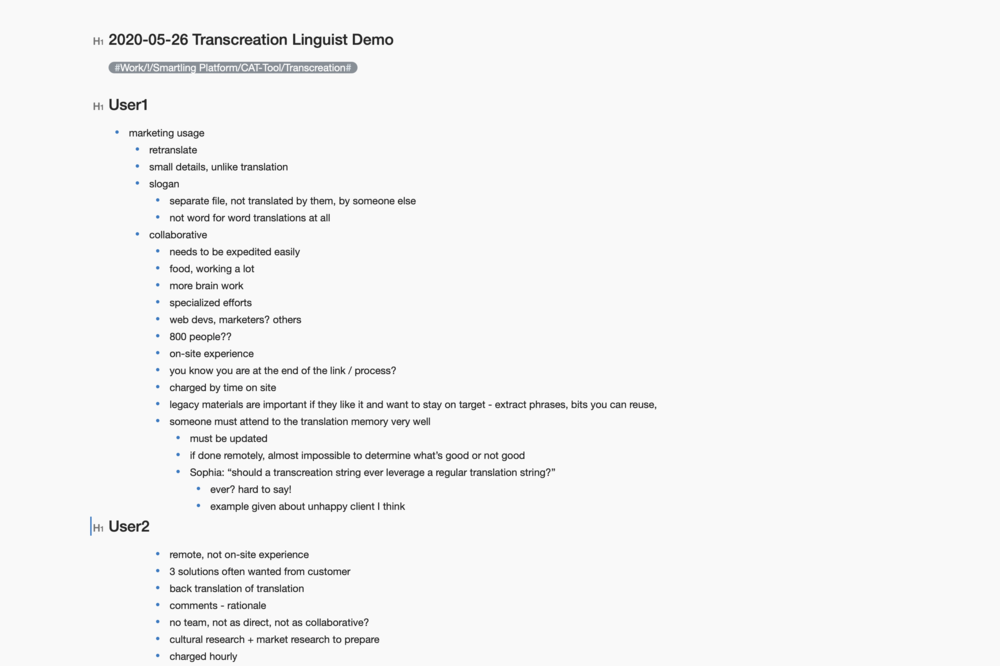 H1 2020-05-26 Transcreation Linguist Demo
#Work/!/Smartling Platform/CAT-Tool/Transcreation#
H1 User1
marketing usage
retranslate
small details, unlike translation
slogan
separate file, not translated by them, by someone else
not word for word translations at all
collaborative
needs to be expedited easily
food, working a lot
more brain work
specialized efforts
web devs, marketers? others
800 people??
on-site experience
you know you are at the end of the link / process?
charged by time on site
legacy materials are important if they like it and want to stay on target - extract phrases, bits you can reuse,
someone must attend to the translation memory very well
must be updated
if done remotely, almost impossible to determine what’s good or not good
Sophia: “should a transcreation string ever leverage a regular translation string?”
ever? hard to say!
example given about unhappy client I think
H1 User2
remote, not on-site experience
3 solutions often wanted from customer
back translation of translation
comments - rationale
no team, not as direct, not as collaborative?
cultural research + market research to prepare
charged hourly